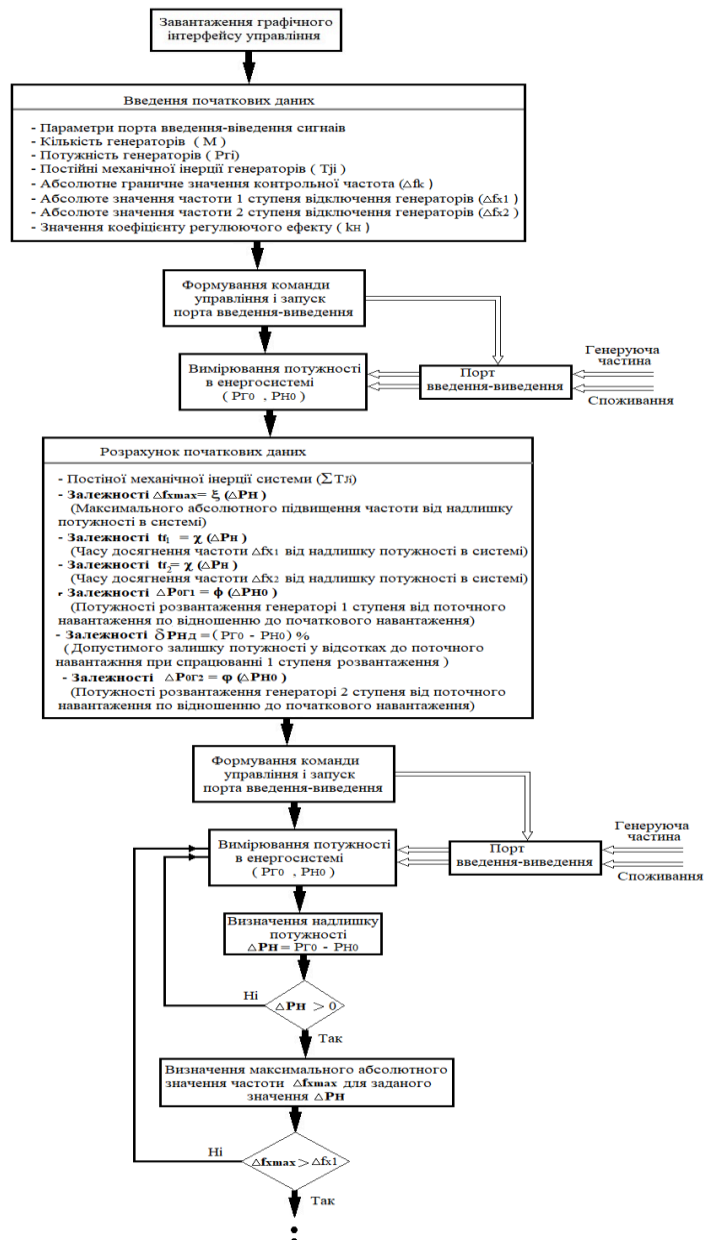 Завантаження графічного
інтерфейсу управління
Введення початкових даних
- Параметри порта введення-віведення сигнаів
- Кількість генераторів ( М )
- Потужність генераторів ( Pгi)
- Постійні механічної інерції генераторів ( Tji )
- Абсолютне граничне значення контрольної частота (△fk )
- Абсолюте значення частоти 1 ступеня відключення генераторів (△fx1 )
- Абсолюте значення частоти 2 ступеня відключення генераторів (△fx2 )
- Значення коефіцієнту регулюючого ефекту ( kн )
Формування команди
управління і запуск
порта введення-виведення
Вимірювання потужності
в енергосистемі
( PГ0 , PН0 )
Порт
введення-виведення
Генеруюча
частина
Споживання
Розрахунок початкових даних
- Постіної механічної інерції системи (∑TJi)
- Залежності △fxmax= ξ (△Pн )
(Максимального абсолютного підвищення частоти від надлишку
потужності в системі)
- Залежності tf1 = χ (△Pн )
(Часу досягнення частоти △fx1 від надлишку потужності в системі)
- Залежності tf2= χ (△Pн )
(Часу досягнення частоти △fx2 від надлишку потужності в системі)
- Залежності △P0Г1 = ϕ (△PН0 )
(Потужності розвантаження генераторі 1 ступеня від поточного
навантаження по відношенню до початкового навантаження)
- Залежності δPНД =(PГ0 - PН0) %
( Допустимого залишку потужності у відсотках до поточного
навантажння при спрацюванні 1 ступеня розвантаження )
- Залежності △P0Г2 = φ (△PН0 )
(Потужності розвантаження генераторі 2 ступеня від поточного
навантаження по відношенню до початкового навантаження)
Формування команди
управління і запуск
порта введення-виведення
Вимірювання потужності
в енергосистемі
( PГ0 , PН0 )
Порт
введення-виведення
Генеруюча
частина
Споживання
Визначення надлишку
потужності
△Pн = PГ0 - PН0
Ні
△Pн > 0
Так
Визначення максимального абсолютного
значення частоти △fxmax для заданого
значення △Pн
Ні
△fxmax > △fx1
Так